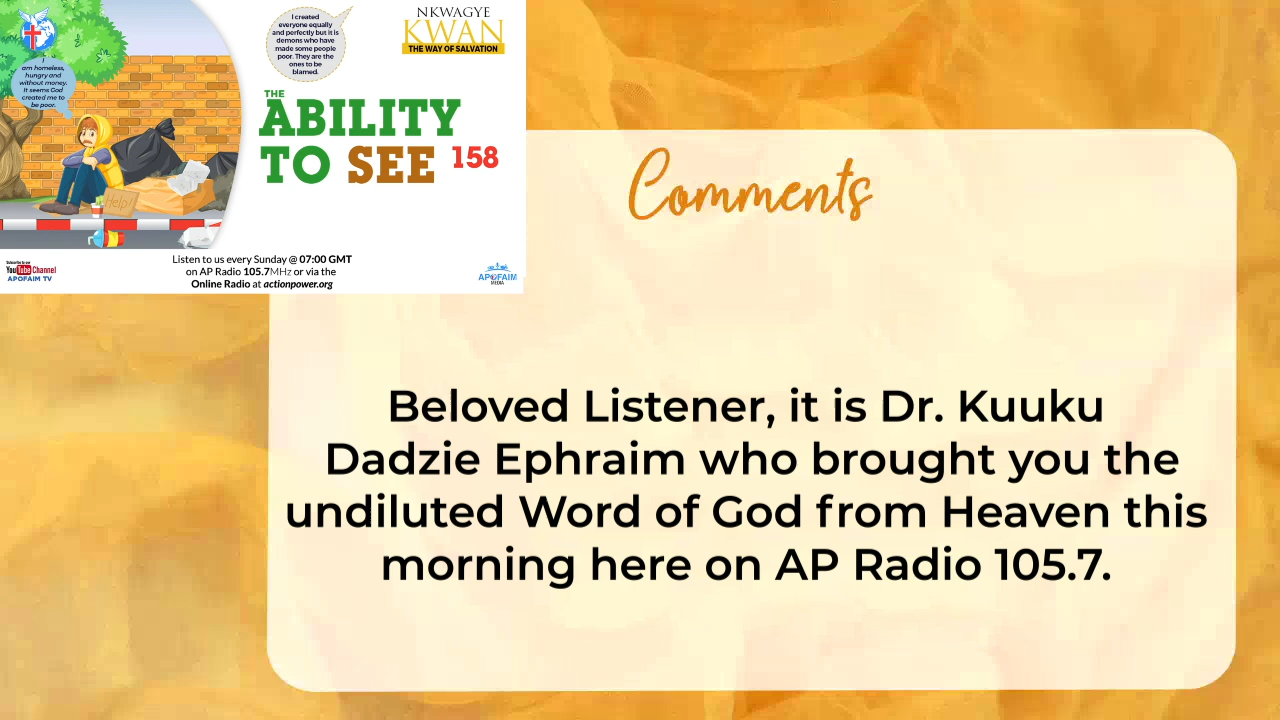 I
am homeless,
hungry and
without money.
It seems God
created me to
be poor.
Help!
I created
everyone equally
and perfectly but it is
demons who have
made some people
poor. They are the
ones to be
blamed.
NKWAGYE
KWAN
THE WAY OF SALVATION
THE
ABILITY
TO SEE 158
Listen to us every Sunday @ 07:00 GMT
on AP Radio 105.7MHz or via the
Online Radio at actionpower.org
Subscribe to our
YouTube Channel
APOFAIM TV
APOFAIM
MEDIA
Comments
Beloved Listener, it is Dr. Kuuku
Dadzie Ephraim who brought you the
undiluted Word of God from Heaven this
morning here on AP Radio 105.7.